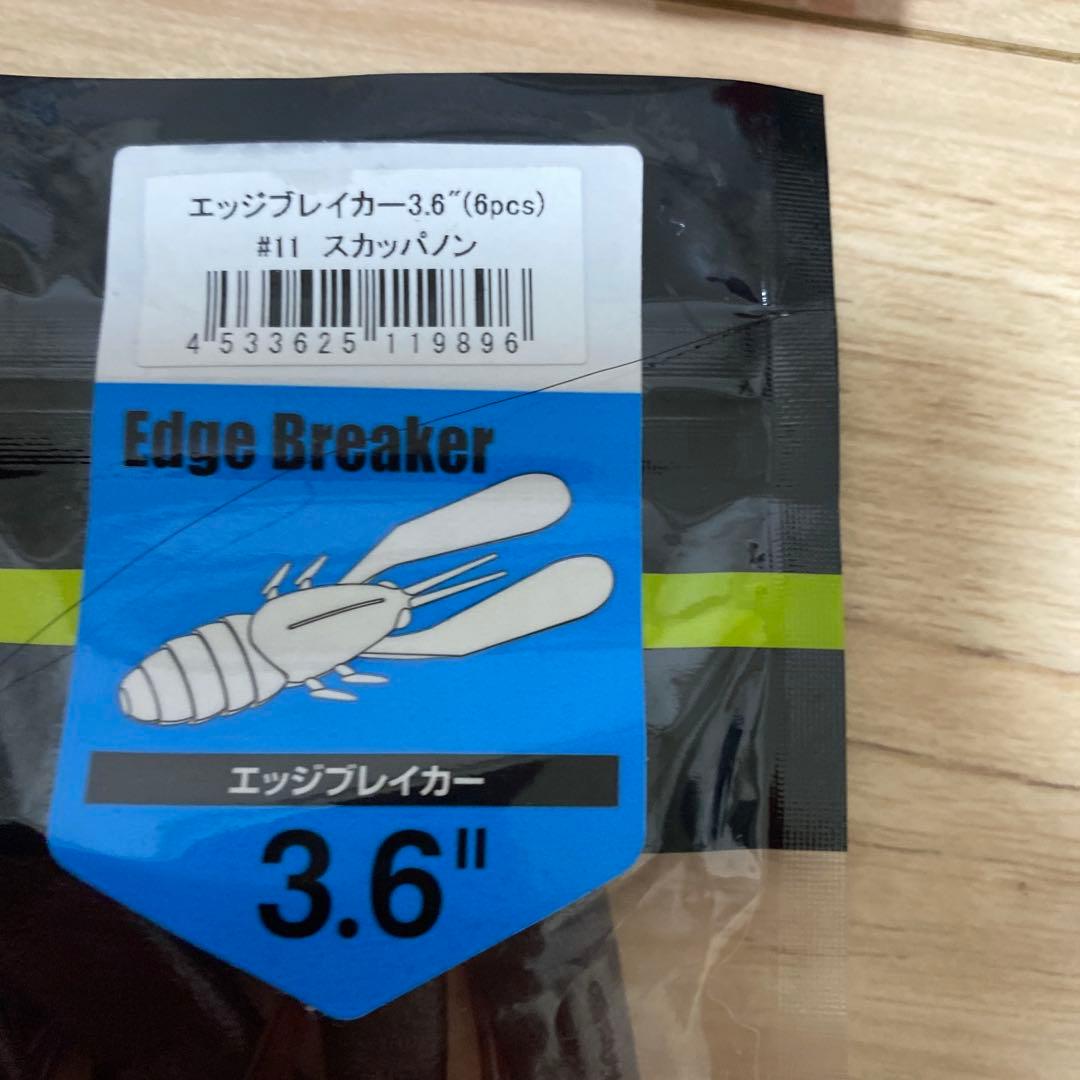 エッジブレイカー3.6"(6pcs)
#11 スカッパノン
4 533625 119896
Edge Breaker
エッジブレイカー
3.6"